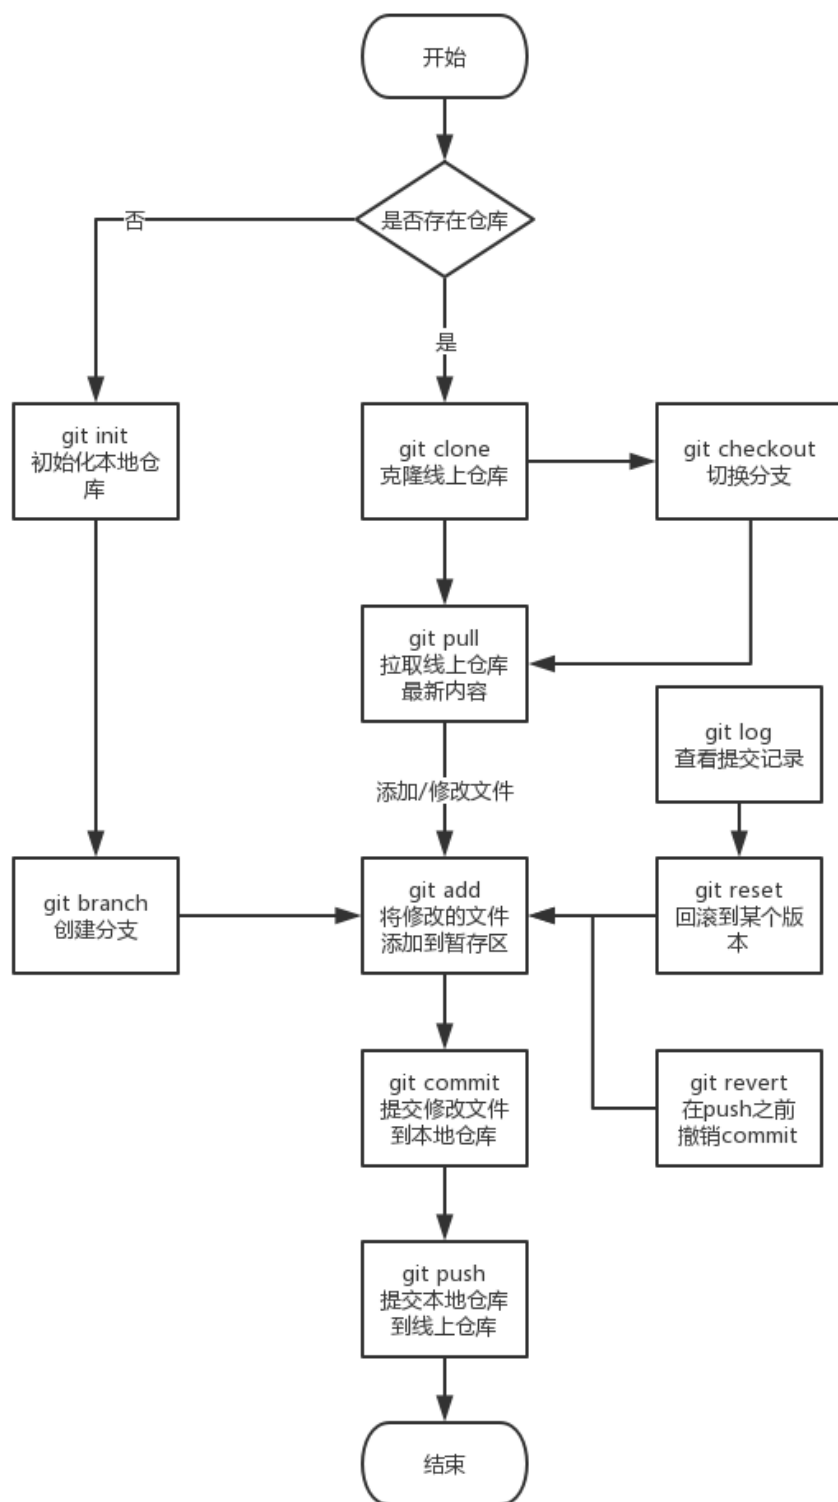 开始
是否存在仓库
否
是
git init
初始化本地仓
库
git clone
克隆线上仓库
git checkout
切换分支
git pull
拉取线上仓库
最新内容
git log
查看提交记录
添加/修改文件
git branch
创建分支
git add
将修改的文件
添加到暂存区
git reset
回滚到某个版
本
git commit
提交修改文件
到本地仓库
git revert
在push之前
撤销commit
git push
提交本地仓库
到线上仓库
结束